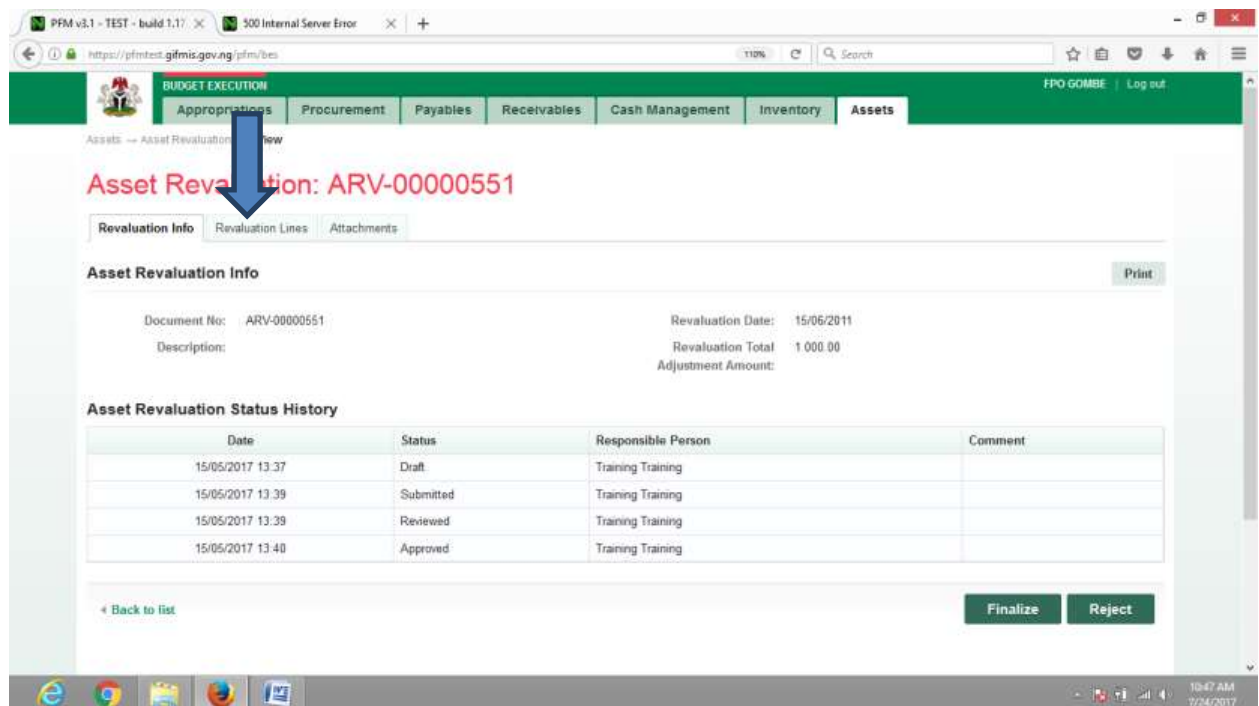 PFM v3.1 - TEST - build 1.1 500 Internal Server Error
https://pfmtest.gifmis.gov.ng/pfm/bes 110% Search
BUDGET EXECUTION FPO GOMBE | Log out
Appropriations Procurement Payables Receivables Cash Management Inventory Assets
Assets → Asset Revaluation View
Asset Revaluation: ARV-00000551
Revaluation Info Revaluation Lines Attachments
Asset Revaluation Info Print
Document No: ARV-00000551 Revaluation Date: 15/06/2011
Description: Revaluation Total 1 000.00
Adjustment Amount:
Asset Revaluation Status History
Date Status Responsible Person Comment
15/05/2017 13:37 Draft Training Training
15/05/2017 13:39 Submitted Training Training
15/05/2017 13:39 Reviewed Training Training
15/05/2017 13:40 Approved Training Training
Back to list Finalize Reject
10:47 AM
7/24/2017